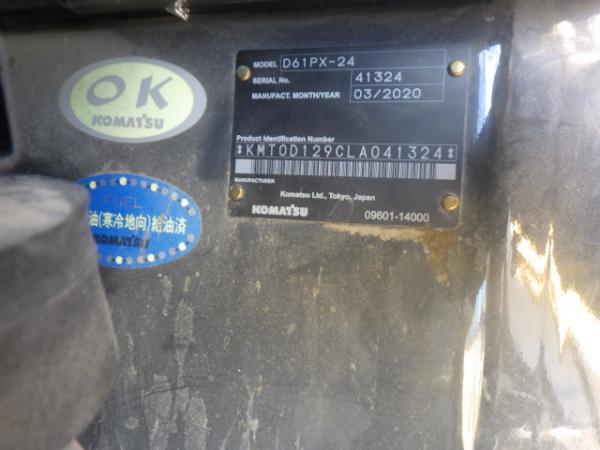 OK
KOMATSU
FUEL
油(寒冷地向)給油済
KOMATSU
MODEL D61PX-24
SERIAL No. 41324
MANUFACT. MONTH/YEAR 03/2020
Product Identification Number
*KMT0D129CLA041324*
MANUFACTURER
Komatsu Ltd., Tokyo, Japan
KOMATSU 09601-14000